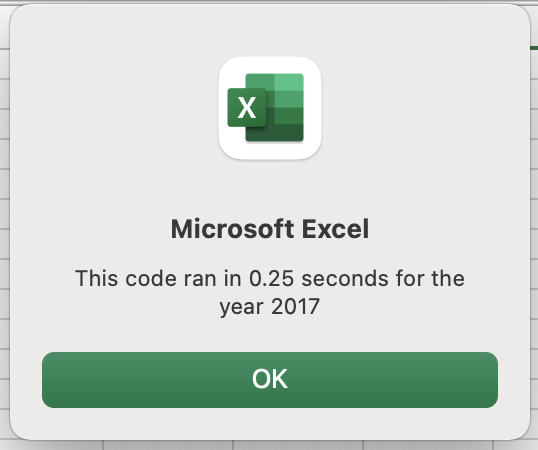 X
Microsoft Excel
This code ran in 0.25 seconds for the
year 2017
OK